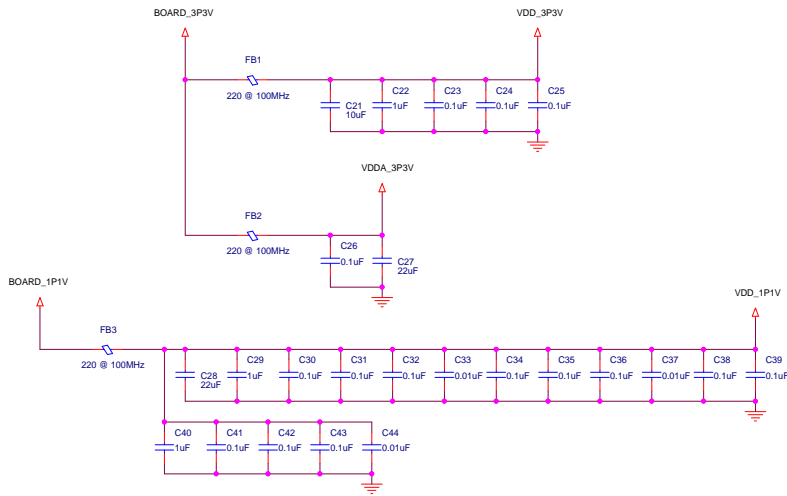 BOARD_3P3V
VDD_3P3V
FB1
220 @ 100MHz
C21
10uF
C22
1uF
C23
0.1uF
C24
0.1uF
C25
0.1uF
VDDA_3P3V
FB2
220 @ 100MHz
C26
0.1uF
C27
22uF
BOARD_1P1V
VDD_1P1V
FB3
220 @ 100MHz
C28
22uF
C29
1uF
C30
0.1uF
C31
0.1uF
C32
0.1uF
C33
0.01uF
C34
0.1uF
C35
0.1uF
C36
0.1uF
C37
0.01uF
C38
0.1uF
C39
0.1uF
C40
1uF
C41
0.1uF
C42
0.1uF
C43
0.1uF
C44
0.01uF